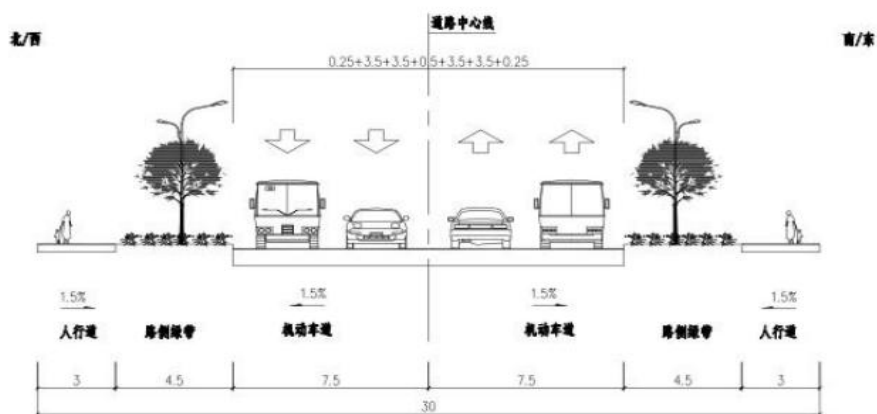 道路中心线
北/西
南/东
0.25+3.5+3.5+0.5+3.5+3.5+0.25
1.5% 1.5% 1.5% 1.5%
人行道 路侧绿带 机动车道 机动车道 路侧绿带 人行道
3 4.5 7.5 7.5 4.5 3
30